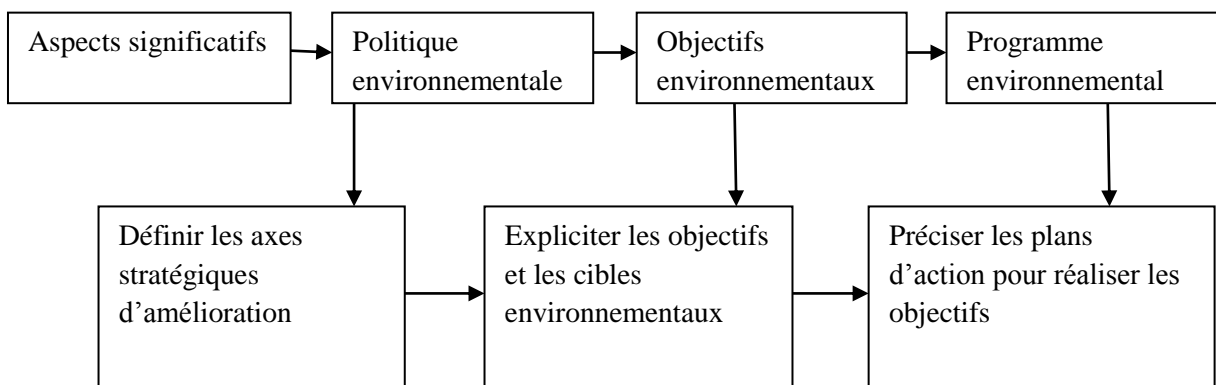 Aspects significatifs
Politique
environnementale
Objectifs
environnementaux
Programme
environnemental
Définir les axes
stratégiques
d’amélioration
Expliciter les objectifs
et les cibles
environnementaux
Préciser les plans
d’action pour réaliser les
objectifs